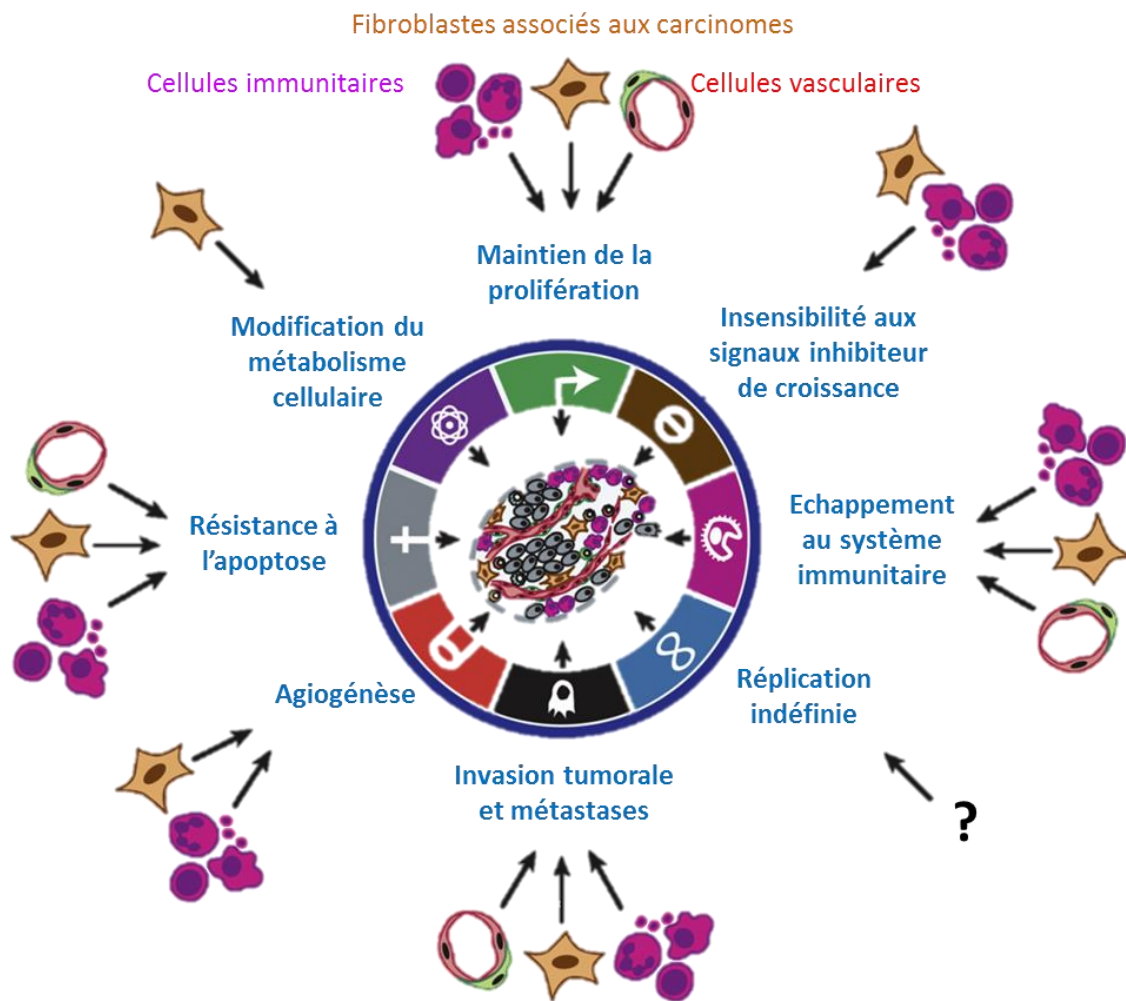 Fibroblastes associés aux carcinomes
Cellules immunitaires
Cellules vasculaires
Maintien de la
prolifération
Modification du
métabolisme
cellulaire
Insensibilité aux
signaux inhibiteur
de croissance
Résistance à
l'apoptose
Echappement
au système
immunitaire
Agiogénèse
Réplication
indéfinie
Invasion tumorale
et métastases
?